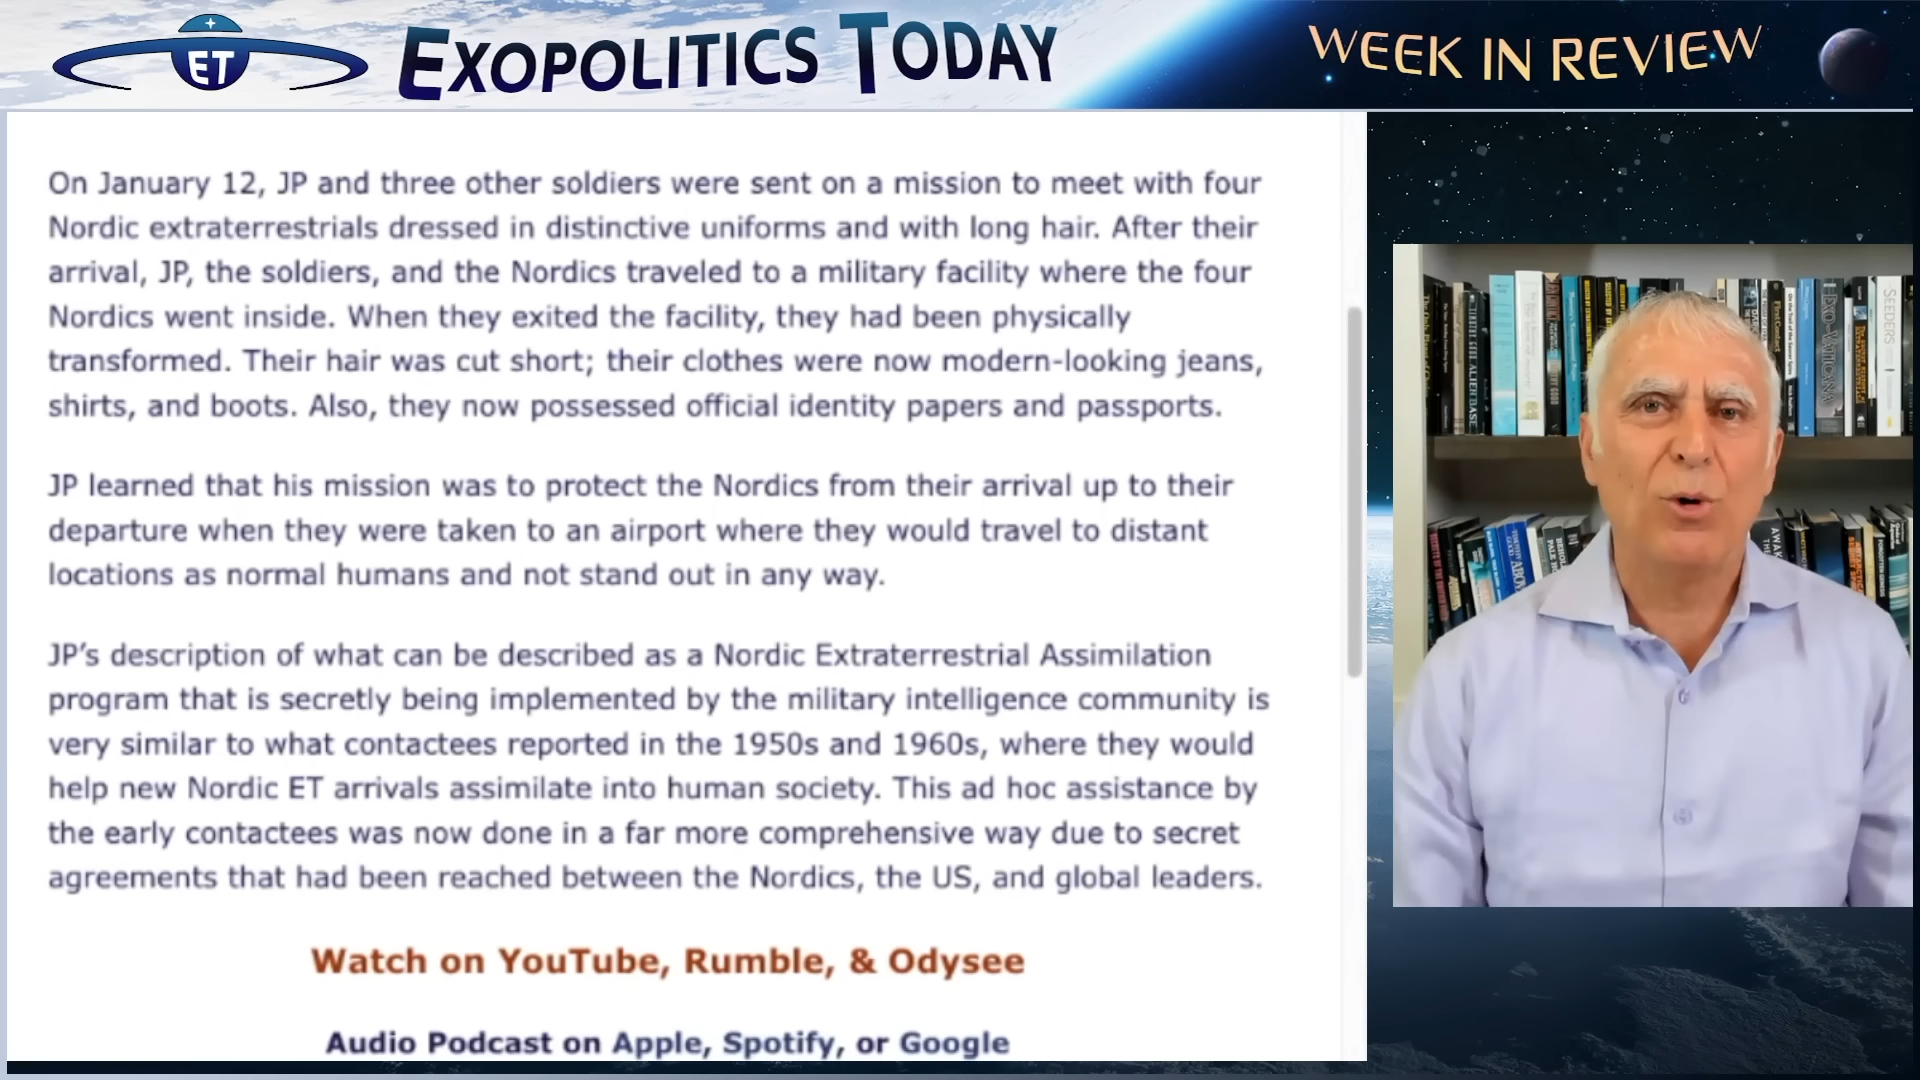 ET
EXOPOLITICS TODAY
WEEK IN REVIEW
On January 12, JP and three other soldiers were sent on a mission to meet with four
Nordic extraterrestrials dressed in distinctive uniforms and with long hair. After their
arrival, JP, the soldiers, and the Nordics traveled to a military facility where the four
Nordics went inside. When they exited the facility, they had been physically
transformed. Their hair was cut short; their clothes were now modern-looking jeans,
shirts, and boots. Also, they now possessed official identity papers and passports.
JP learned that his mission was to protect the Nordics from their arrival up to their
departure when they were taken to an airport where they would travel to distant
locations as normal humans and not stand out in any way.
JP’s description of what can be described as a Nordic Extraterrestrial Assimilation
program that is secretly being implemented by the military intelligence community is
very similar to what contactees reported in the 1950s and 1960s, where they would
help new Nordic ET arrivals assimilate into human society. This ad hoc assistance by
the early contactees was now done in a far more comprehensive way due to secret
agreements that had been reached between the Nordics, the US, and global leaders.
Watch on YouTube, Rumble, & Odysee
Audio Podcast on Apple, Spotify, or Google
SEEDERS
EXO-VATICANA
ALIEN BASE